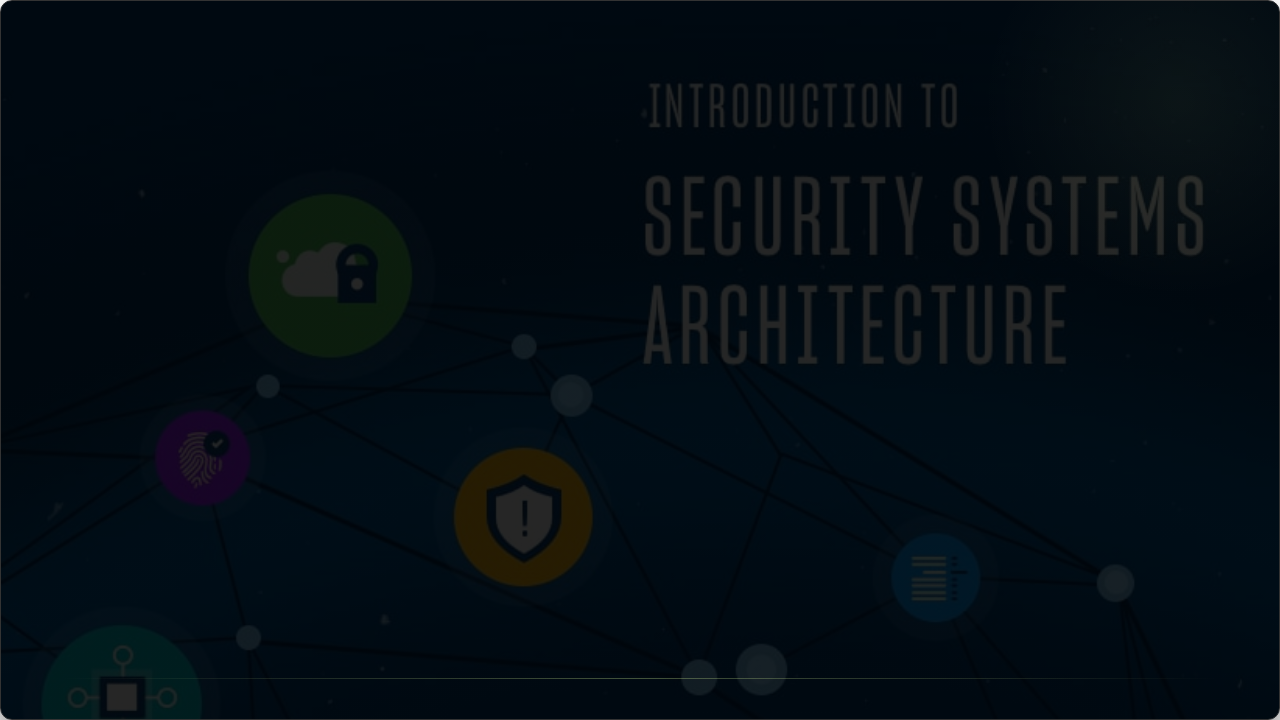 INTRODUCTION TO
SECURITY SYSTEMS
ARCHITECTURE